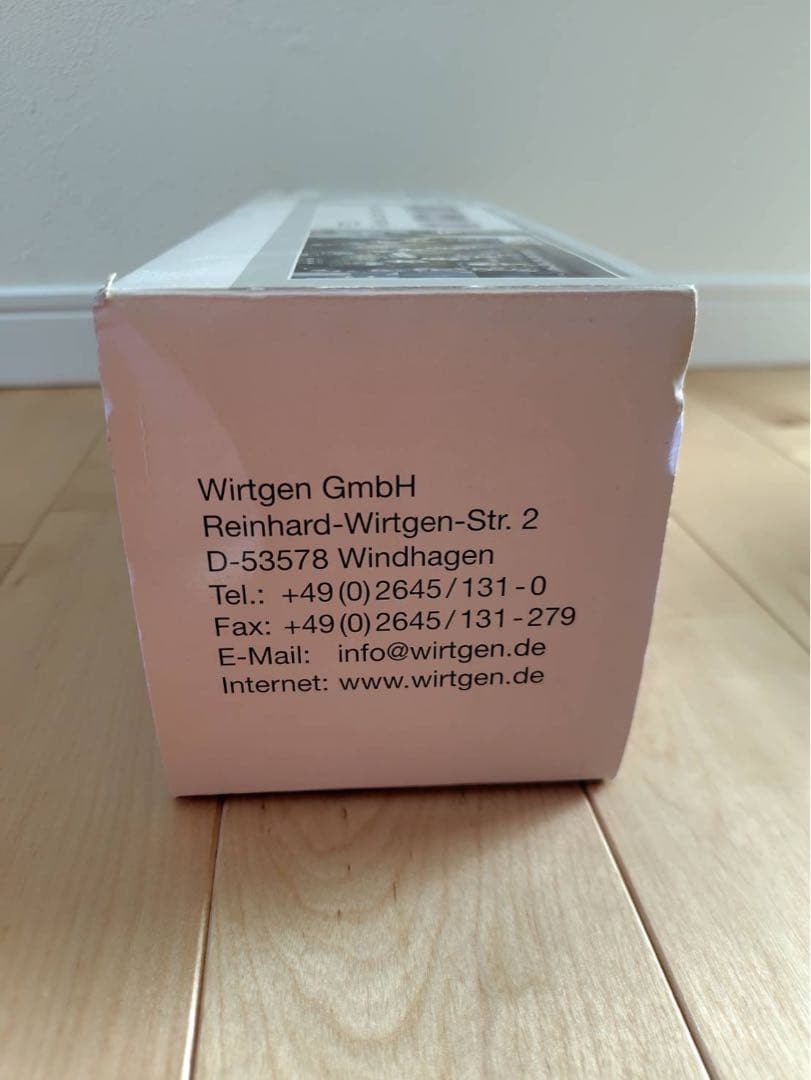 Wirtgen GmbH
Reinhard-Wirtgen-Str. 2
D-53578 Windhagen
Tel.: +49(0)2645/131-0
Fax: +49(0)2645/131-279
E-Mail: info@wirtgen.de
Internet: www.wirtgen.de